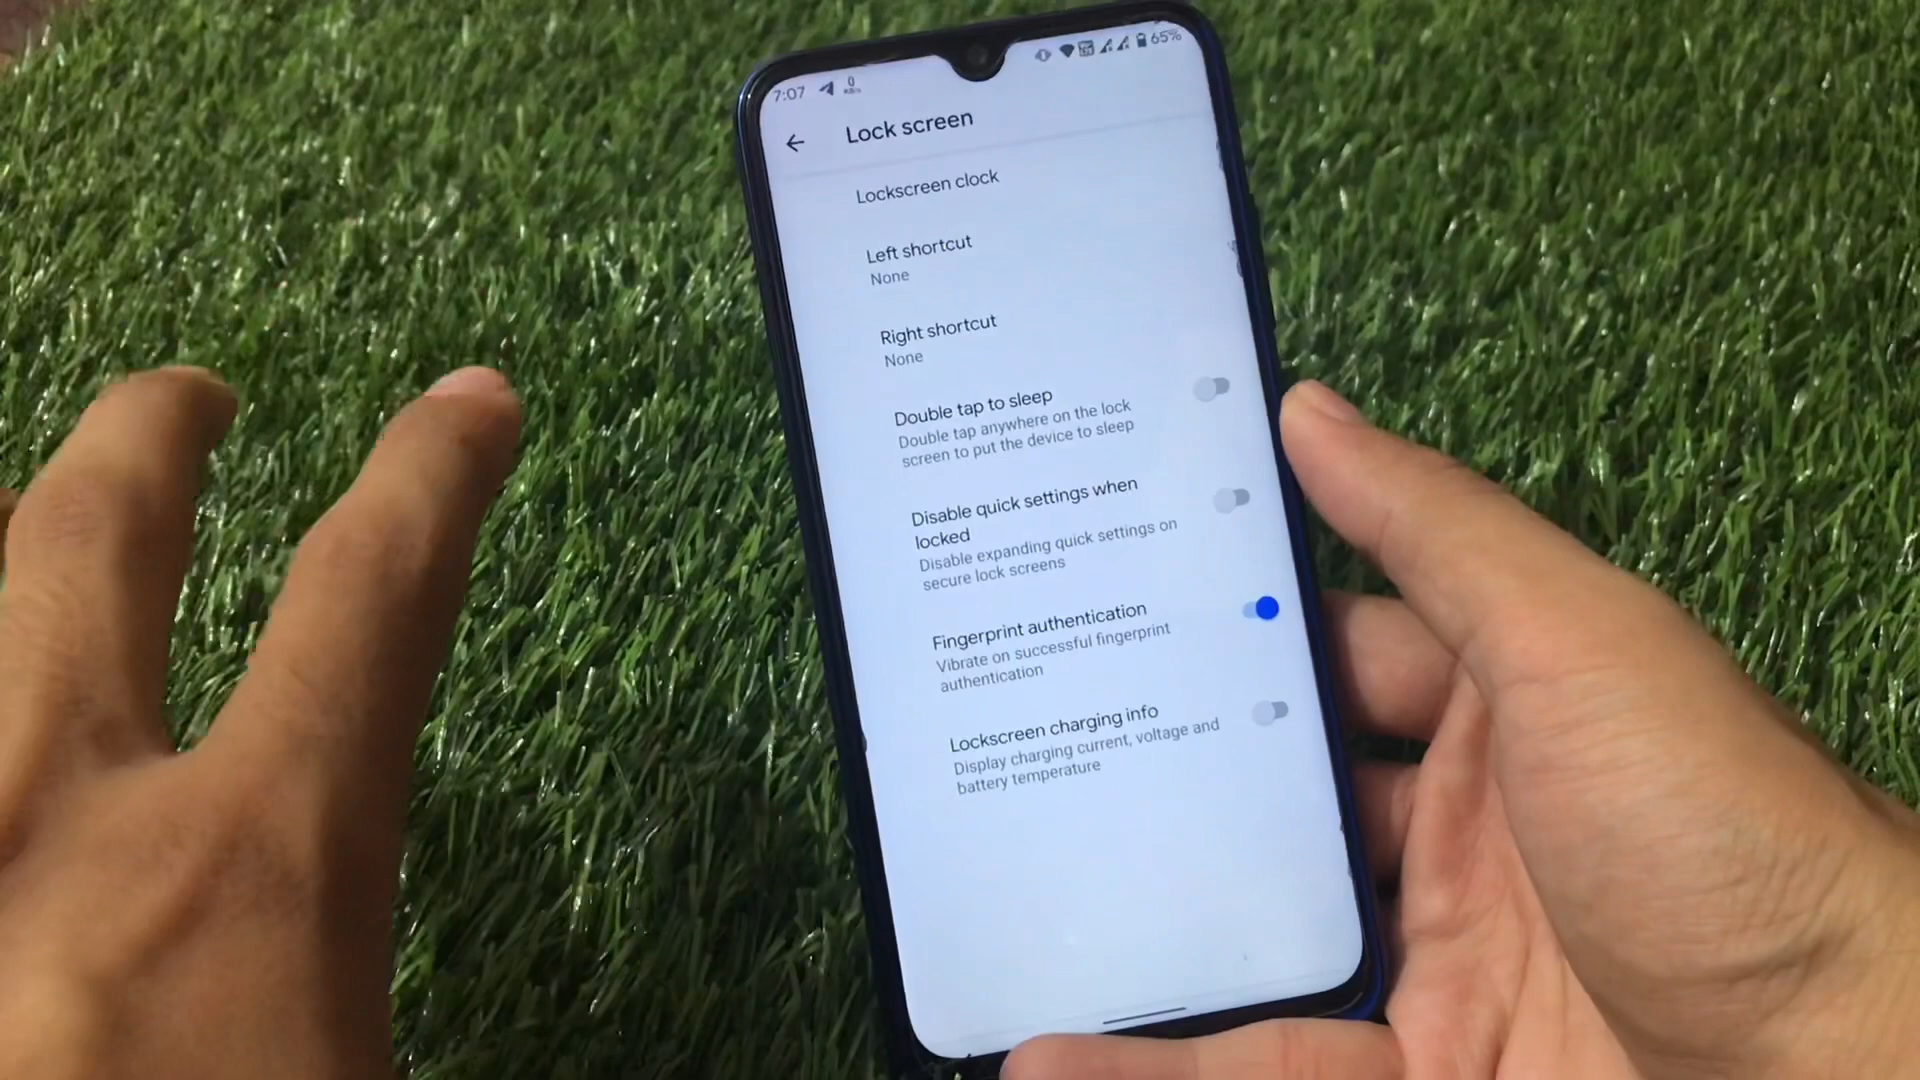 7:07
0
KB/s
65%
Lock screen
Lockscreen clock
Left shortcut
None
Right shortcut
None
Double tap to sleep
Double tap anywhere on the lock
screen to put the device to sleep
Disable quick settings when
locked
Disable expanding quick settings on
secure lock screens
Fingerprint authentication
Vibrate on successful fingerprint
authentication
Lockscreen charging info
Display charging current, voltage and
battery temperature